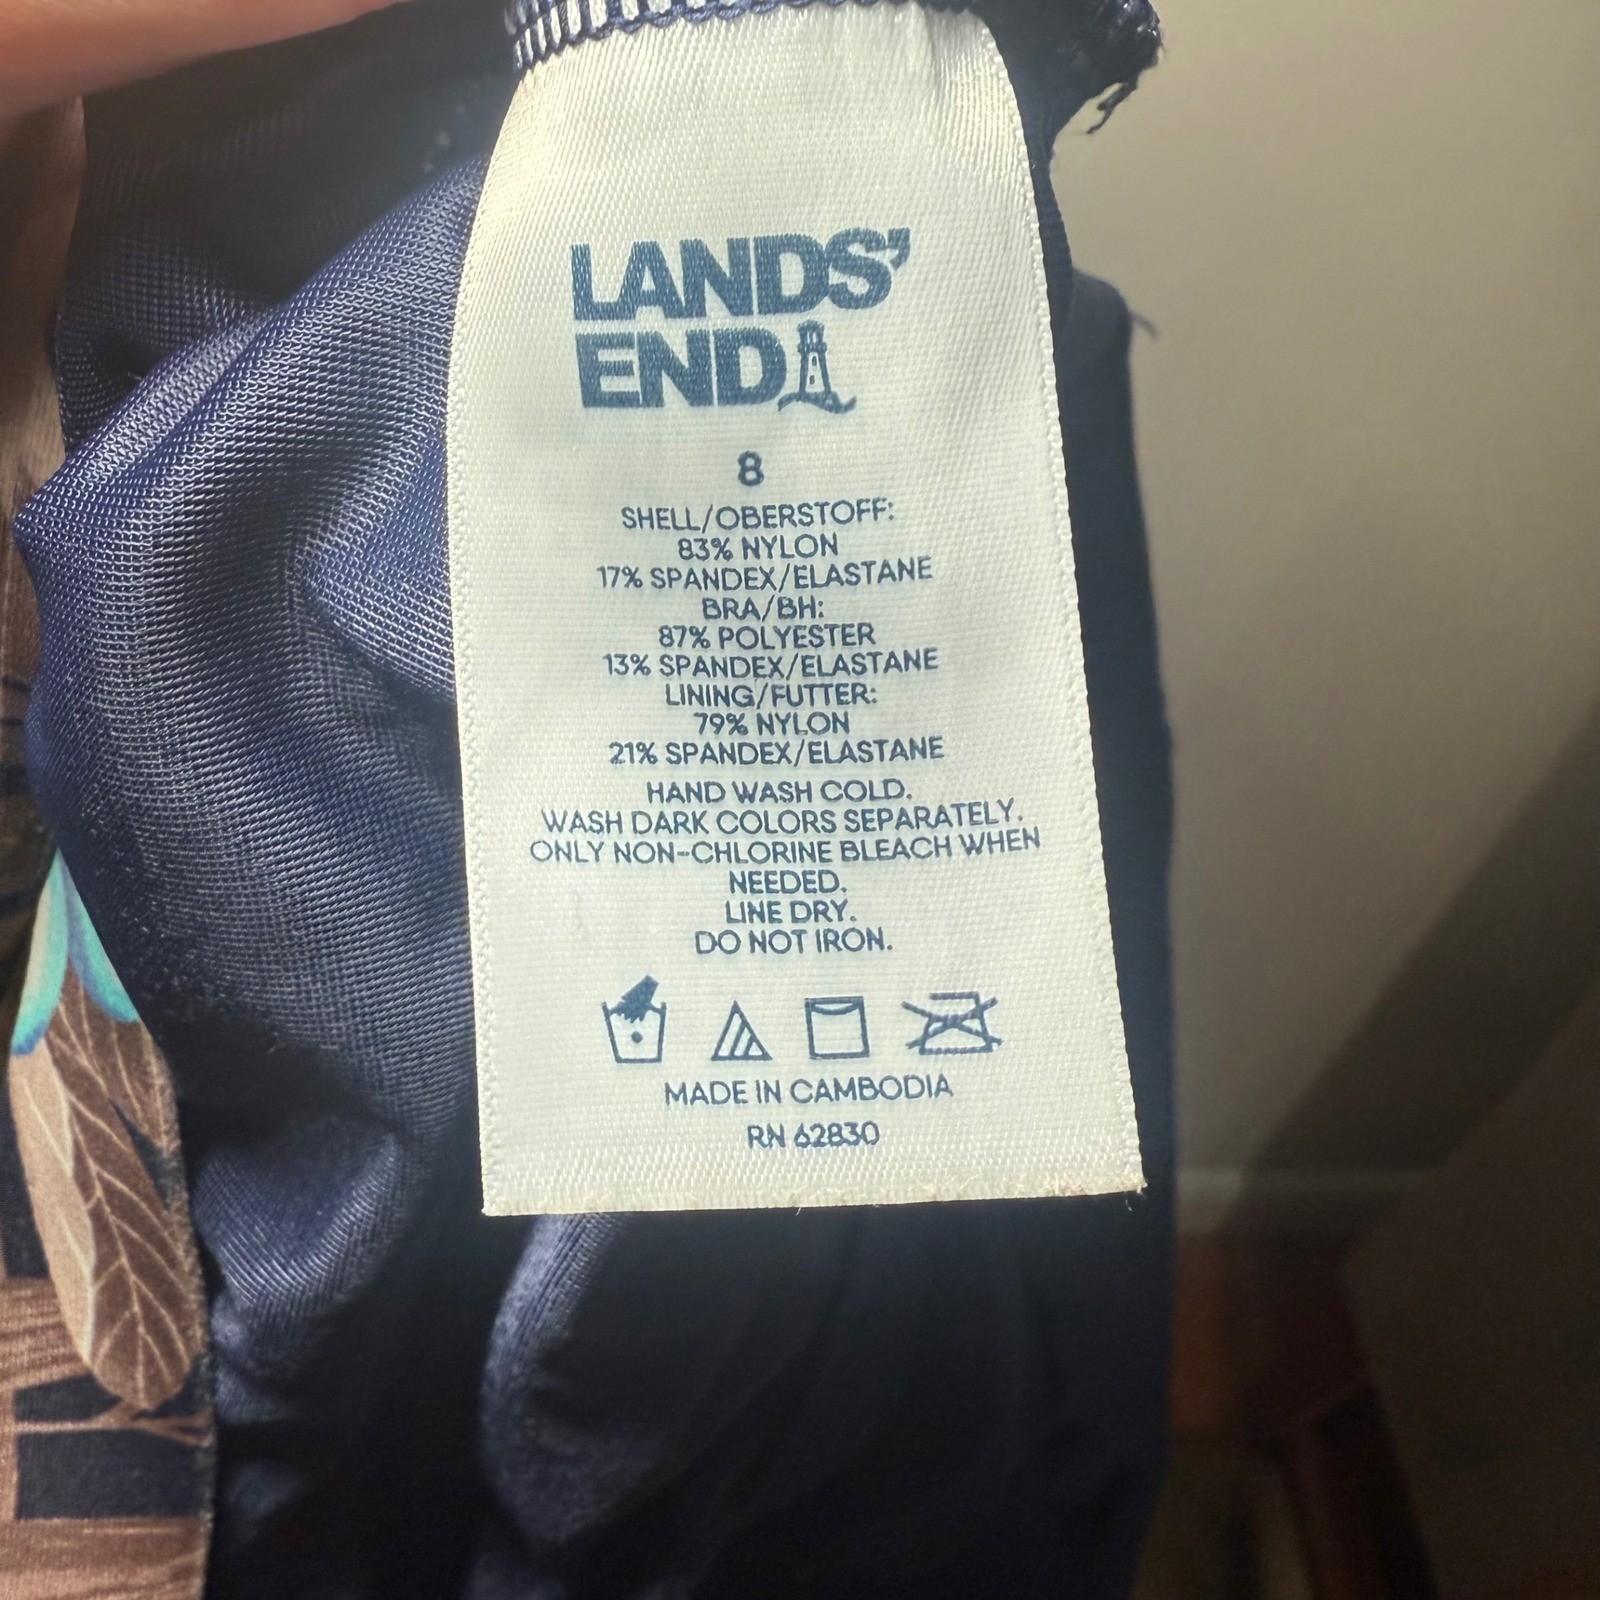 LANDS'
END
8
SHELL/OBERSTOFF:
83% NYLON
17% SPANDEX/ELASTANE
BRA/BH:
87% POLYESTER
13% SPANDEX/ELASTANE
LINING/FUTTER:
79% NYLON
21% SPANDEX/ELASTANE
HAND WASH COLD.
WASH DARK COLORS SEPARATELY.
ONLY NON-CHLORINE BLEACH WHEN
NEEDED.
LINE DRY.
DO NOT IRON.
MADE IN CAMBODIA
RN 62830